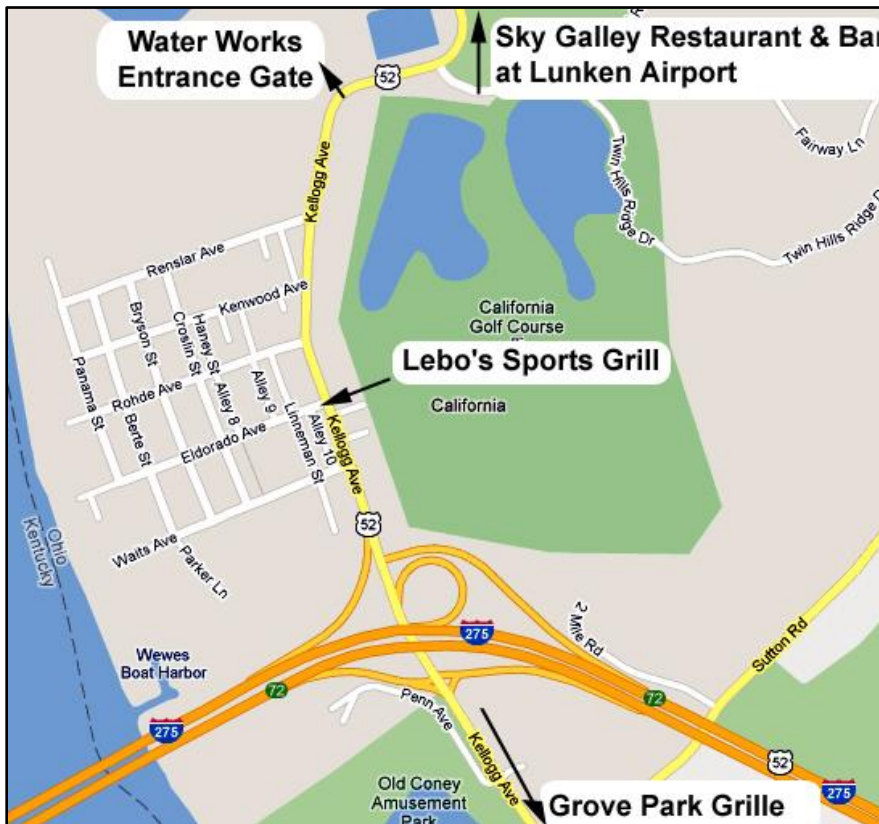 Water Works
Entrance Gate
52
Sky Galley Restaurant & Bar
at Lunken Airport
Fairway Ln
Twin Hills Ridge Dr
Twin Hills Ridge D
Kellogg Ave
Renslar Ave
Kenwood Ave
Bryson St
Croslin St
Haney St
Panama St
Rohde Ave
Alley 9
Alley 8
Berte St
Linneman St
Alley 10
Eldorado Ave
California
Golf Course
Lebo's Sports Grill
California
Kellogg Ave
52
Waits Ave
Parker Ln
Ohio
Kentucky
275
2 Mile Rd
Sutton Rd
Wewes
Boat Harbor
72
72
Penn Ave
275
Kellogg Ave
52
275
Old Coney
Amusement
Park
Grove Park Grille